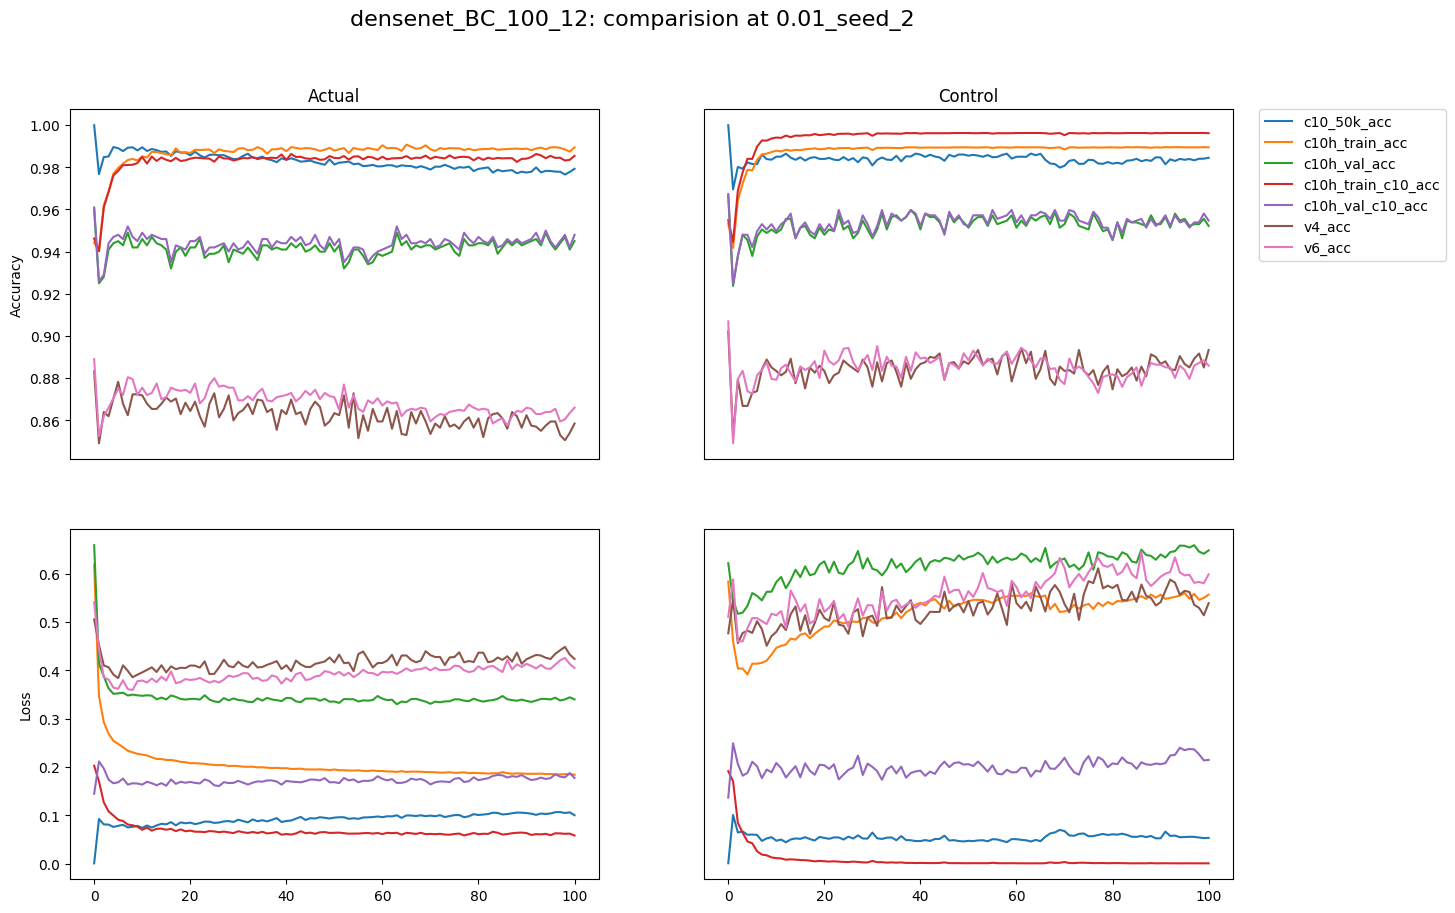 densenet_BC_100_12: comparision at 0.01_seed_2
Actual
Control
Accuracy
1.00
0.98
0.96
0.94
0.92
0.90
0.88
0.86
c10_50k_acc
c10h_train_acc
c10h_val_acc
c10h_train_c10_acc
c10h_val_c10_acc
v4_acc
v6_acc
Loss
0.6
0.5
0.4
0.3
0.2
0.1
0.0
0 20 40 60 80 100
0 20 40 60 80 100